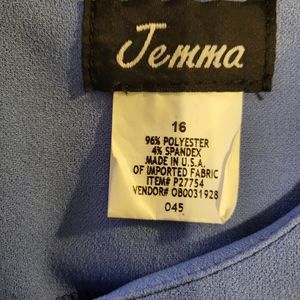 Jemma
16
96% POLYESTER
4% SPANDEX
MADE IN U.S.A.
OF IMPORTED FABRIC
ITEM# P27754
VENDOR# OB0031928
045